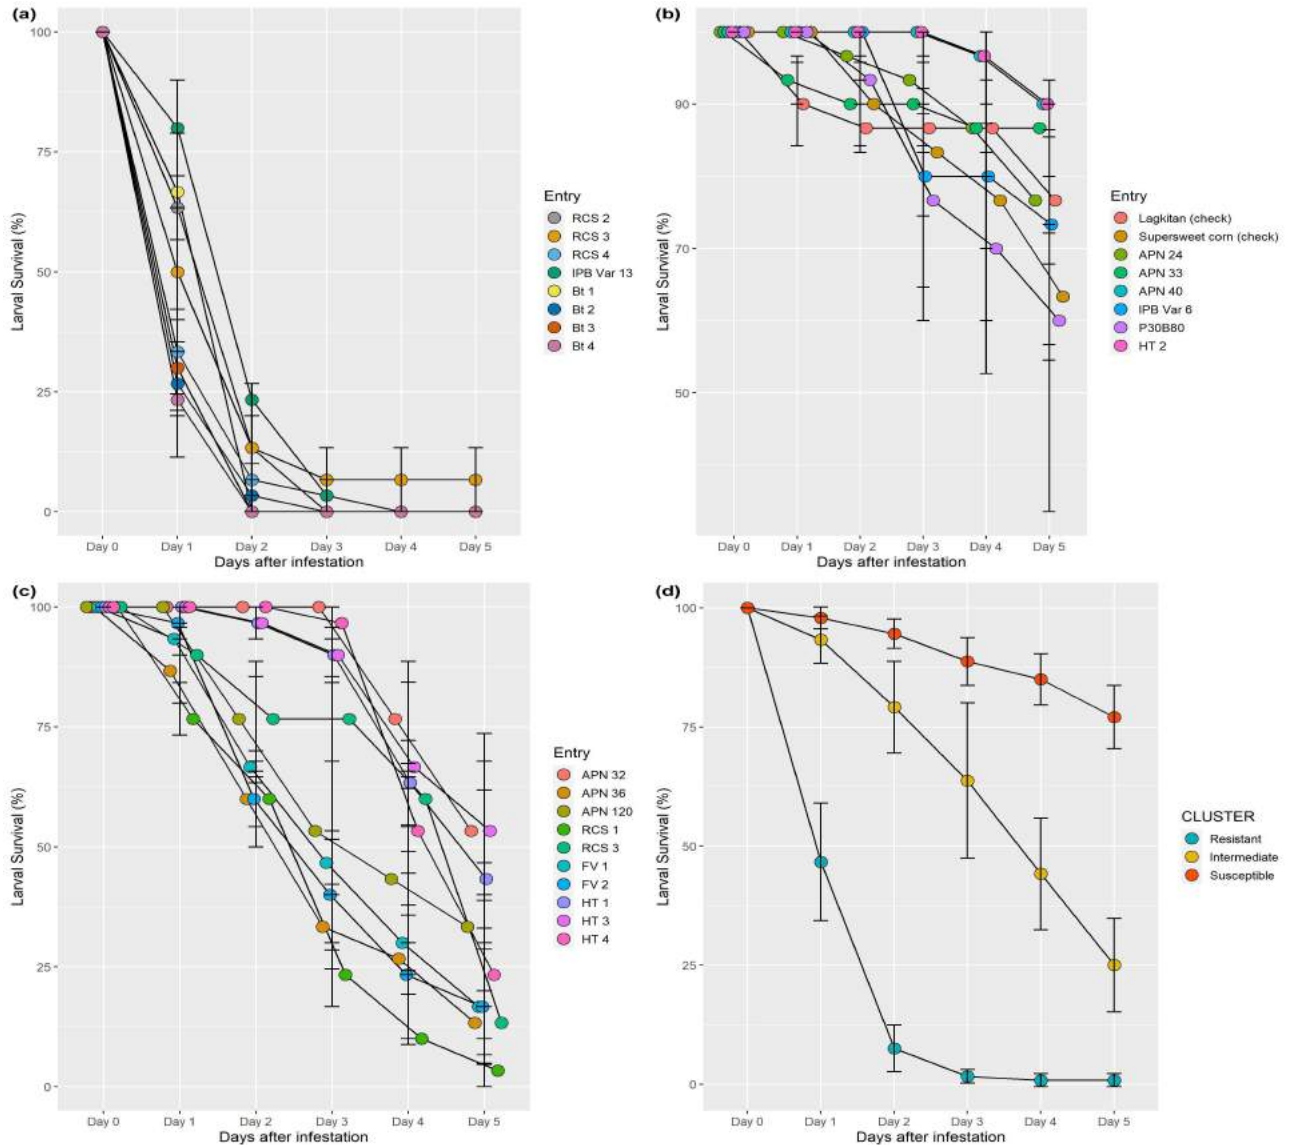 (a)
100
75
50
25
0
Larval Survival (%)
Day 0 Day 1 Day 2 Day 3 Day 4 Day 5
Days after infestation
Entry
RCS 2
RCS 3
RCS 4
IPB Var 13
Bt 1
Bt 2
Bt 3
Bt 4
(b)
90
70
50
Larval Survival (%)
Day 0 Day 1 Day 2 Day 3 Day 4 Day 5
Days after infestation
Entry
Lagkitan (check)
Supersweet corn (check)
APN 24
APN 33
APN 40
IPB Var 6
P30B80
HT 2
(c)
100
75
50
25
0
Larval Survival (%)
Day 0 Day 1 Day 2 Day 3 Day 4 Day 5
Days after infestation
Entry
APN 32
APN 36
APN 120
RCS 1
RCS 3
FV 1
FV 2
HT 1
HT 3
HT 4
(d)
100
75
50
25
0
Larval Survival (%)
Day 0 Day 1 Day 2 Day 3 Day 4 Day 5
Days after infestation
CLUSTER
Resistant
Intermediate
Susceptible